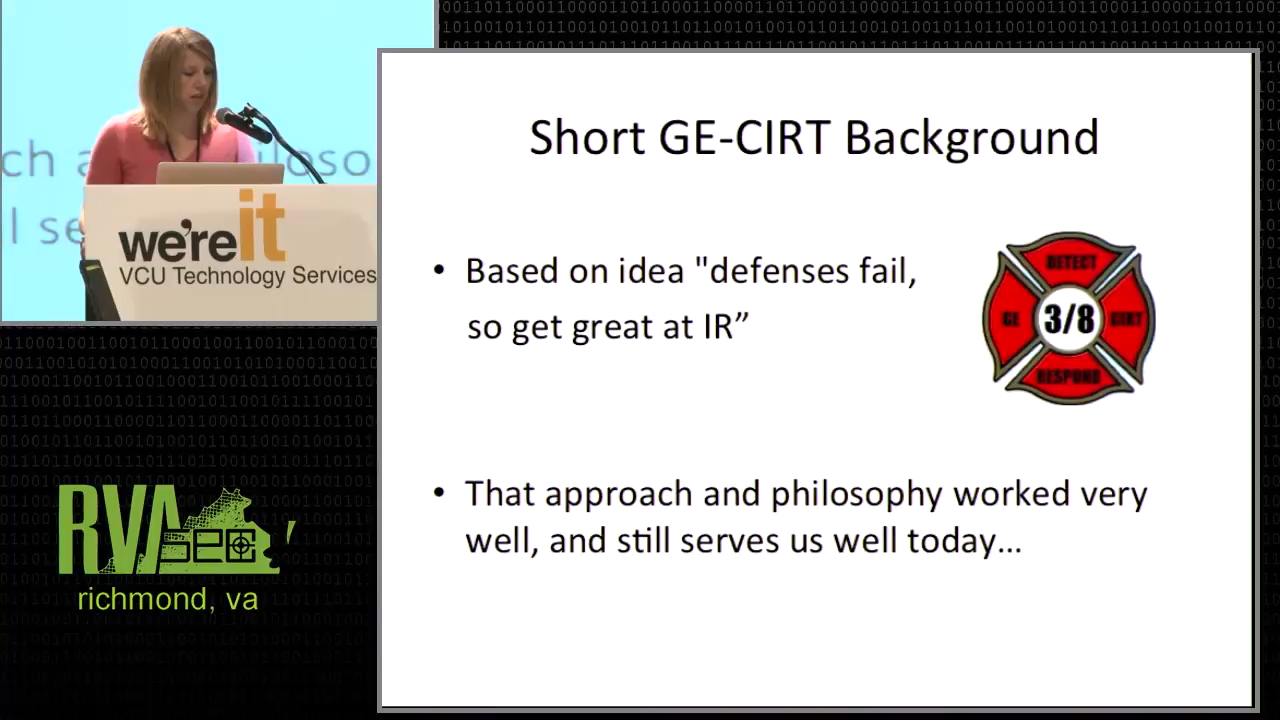 Short GE-CIRT Background
• Based on idea "defenses fail,
so get great at IR”
DETECT
GE
3/8
CIRT
RESPOND
• That approach and philosophy worked very
well, and still serves us well today…
we're it
VCU Technology Services
RVA
SEC
richmond, va